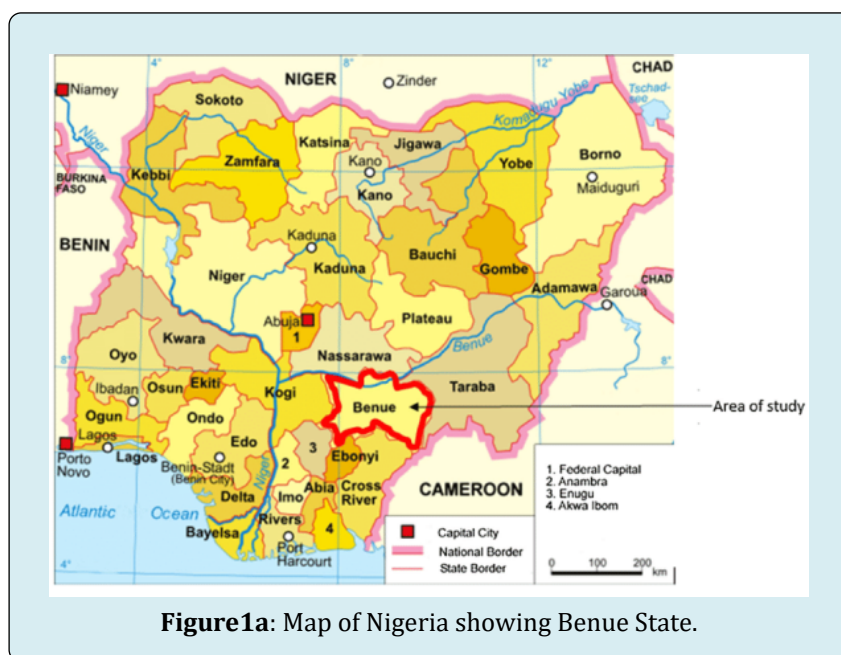 4°
8°
12°
NIGER
Zinder
CHAD
Niamey
Sokoto
Tschad-
see
Komadugu Yobe
Niger
Katsina
Jigawa
Zamfara
Kano
Yobe
Borno
Kebbi
Kano
Maiduguri
BURKINA
FASO
BENIN
Kaduna
Bauchi
Niger
Kaduna
Gombe
Adamawa
CHAD
Garoua
Abuja
1
Plateau
Kwara
Nassarawa
Benue
Oyo
8°
8°
Taraba
Ibadan
Osun
Ekiti
Kogi
Benue
Area of study
Ogun
Ondo
Lagos
Edo
3
Ebonyi
Porto
Novo
Lagos
Benin-Stadt
(Benin City)
Niger
2
Abia
Cross
River
CAMEROON
Delta
Imo
Atlantic
Ocean
Rivers
4
Bayelsa
Port
Harcourt
4°
1. Federal Capital
2. Anambra
3. Enugu
4. Akwa Ibom
Capital City
National Border
State Border
0 100 200
km
Figure1a: Map of Nigeria showing Benue State.